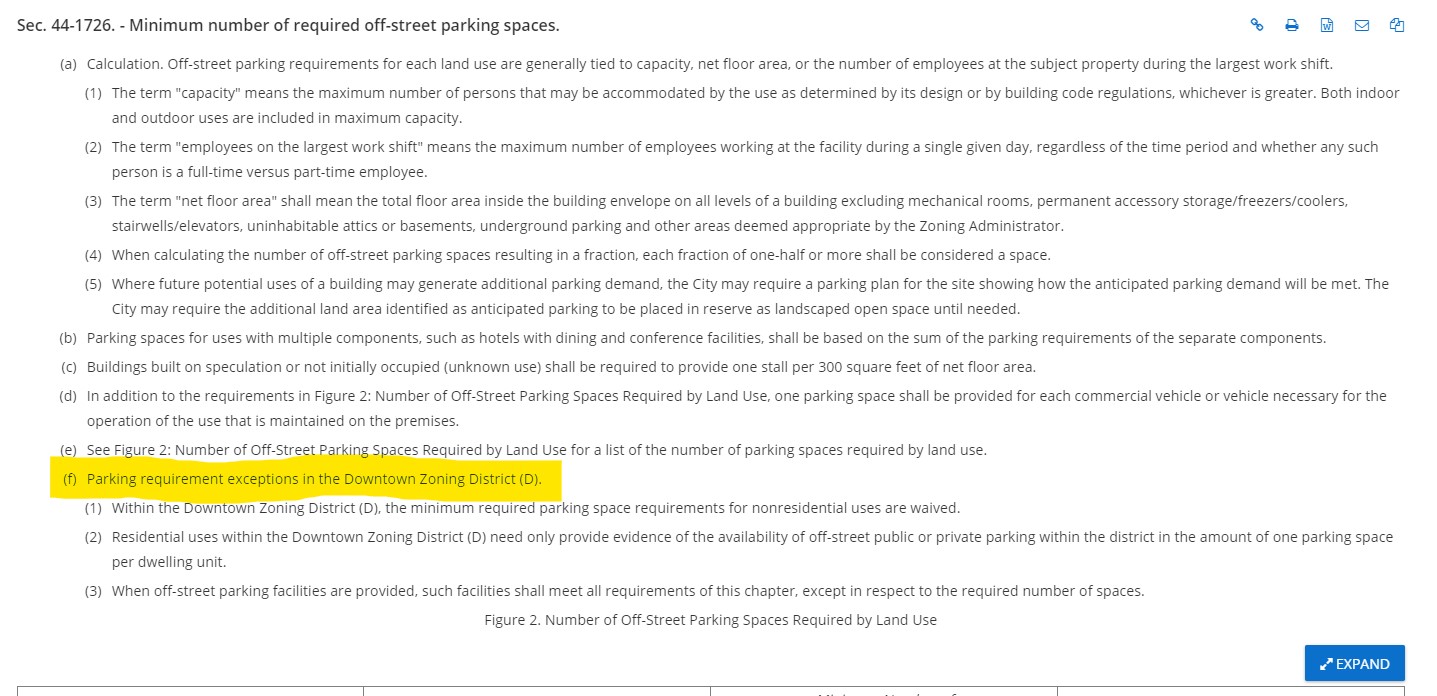 Sec. 44-1726. - Minimum number of required off-street parking spaces.
(a) Calculation. Off-street parking requirements for each land use are generally tied to capacity, net floor area, or the number of employees at the subject property during the largest work shift.
(1) The term "capacity" means the maximum number of persons that may be accommodated by the use as determined by its design or by building code regulations, whichever is greater. Both indoor
and outdoor uses are included in maximum capacity.
(2) The term "employees on the largest work shift" means the maximum number of employees working at the facility during a single given day, regardless of the time period and whether any such
person is a full-time versus part-time employee.
(3) The term "net floor area" shall mean the total floor area inside the building envelope on all levels of a building excluding mechanical rooms, permanent accessory storage/freezers/coolers,
stairwells/elevators, uninhabitable attics or basements, underground parking and other areas deemed appropriate by the Zoning Administrator.
(4) When calculating the number of off-street parking spaces resulting in a fraction, each fraction of one-half or more shall be considered a space.
(5) Where future potential uses of a building may generate additional parking demand, the City may require a parking plan for the site showing how the anticipated parking demand will be met. The
City may require the additional land area identified as anticipated parking to be placed in reserve as landscaped open space until needed.
(b) Parking spaces for uses with multiple components, such as hotels with dining and conference facilities, shall be based on the sum of the parking requirements of the separate components.
(c) Buildings built on speculation or not initially occupied (unknown use) shall be required to provide one stall per 300 square feet of net floor area.
(d) In addition to the requirements in Figure 2: Number of Off-Street Parking Spaces Required by Land Use, one parking space shall be provided for each commercial vehicle or vehicle necessary for the
operation of the use that is maintained on the premises.
(e) See Figure 2: Number of Off-Street Parking Spaces Required by Land Use for a list of the number of parking spaces required by land use.
(f) Parking requirement exceptions in the Downtown Zoning District (D).
(1) Within the Downtown Zoning District (D), the minimum required parking space requirements for nonresidential uses are waived.
(2) Residential uses within the Downtown Zoning District (D) need only provide evidence of the availability of off-street public or private parking within the district in the amount of one parking space
per dwelling unit.
(3) When off-street parking facilities are provided, such facilities shall meet all requirements of this chapter, except in respect to the required number of spaces.
Figure 2. Number of Off-Street Parking Spaces Required by Land Use
EXPAND